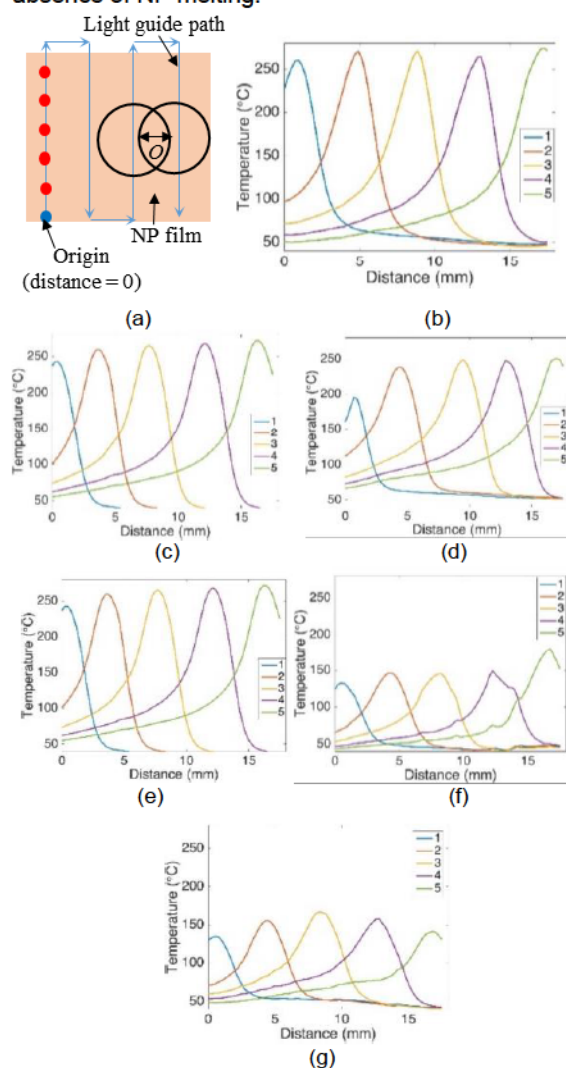 absence of NP melting.
Light guide path
O
NP film
Origin
(distance = 0)
(a)
Temperature (°C)
250
200
150
100
50
0 5 10 15
Distance (mm)
1
2
3
4
5
(b)
Temperature (°C)
250
200
150
100
50
0 5 10 15
Distance (mm)
1
2
3
4
5
(c)
Temperature (°C)
250
200
150
100
50
0 5 10 15
Distance (mm)
1
2
3
4
5
(d)
Temperature (°C)
250
200
150
100
50
0 5 10 15
Distance (mm)
1
2
3
4
5
(e)
Temperature (°C)
250
200
150
100
50
0 5 10 15
Distance (mm)
1
2
3
4
5
(f)
Temperature (°C)
250
200
150
100
50
0 5 10 15
Distance (mm)
1
2
3
4
5
(g)